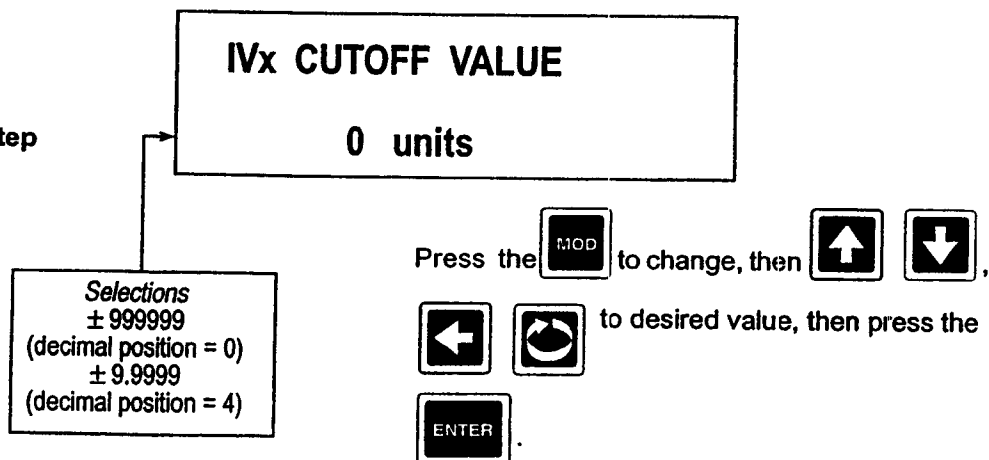 IVx CUTOFF VALUE
0 units
tep
Selections
± 999999
(decimal position = 0)
± 9.9999
(decimal position = 4)
Press the MOD to change, then ,
to desired value, then press the
ENTER .